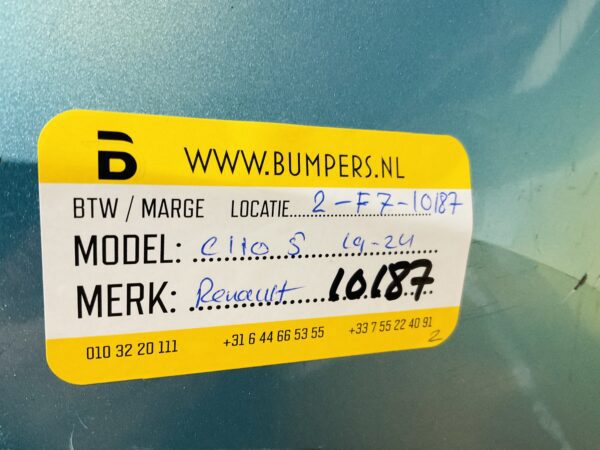 WWW.BUMPERS.NL
BTW / MARGE LOCATIE 2-F7-10187
MODEL: Clio 5 19-24
MERK: Renault 10187
010 32 20 111 +31 6 44 66 53 55 +33 7 55 22 40 91
2